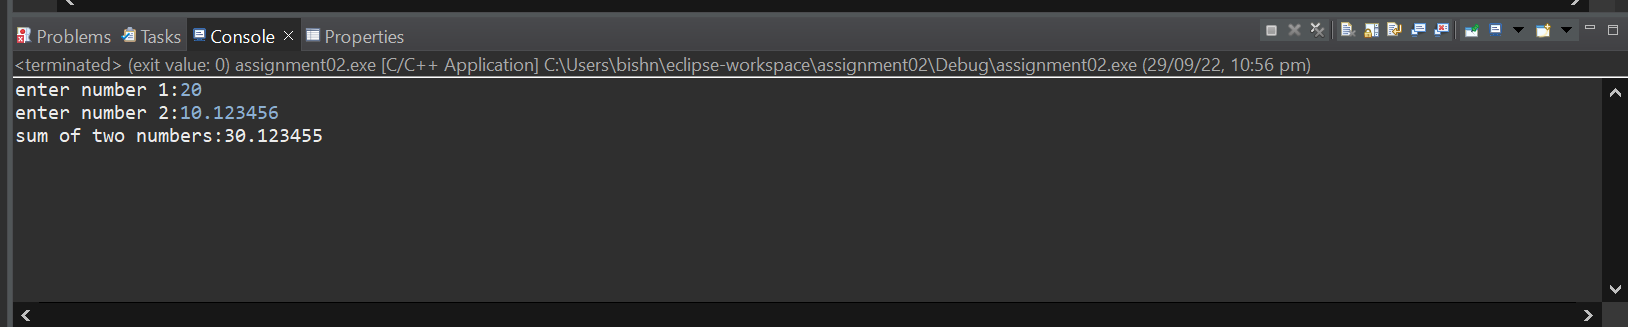 Problems Tasks Console Properties
<terminated> (exit value: 0) assignment02.exe [C/C++ Application] C:\Users\bishn\eclipse-workspace\assignment02\Debug\assignment02.exe (29/09/22, 10:56 pm)
enter number 1:20
enter number 2:10.123456
sum of two numbers:30.123455